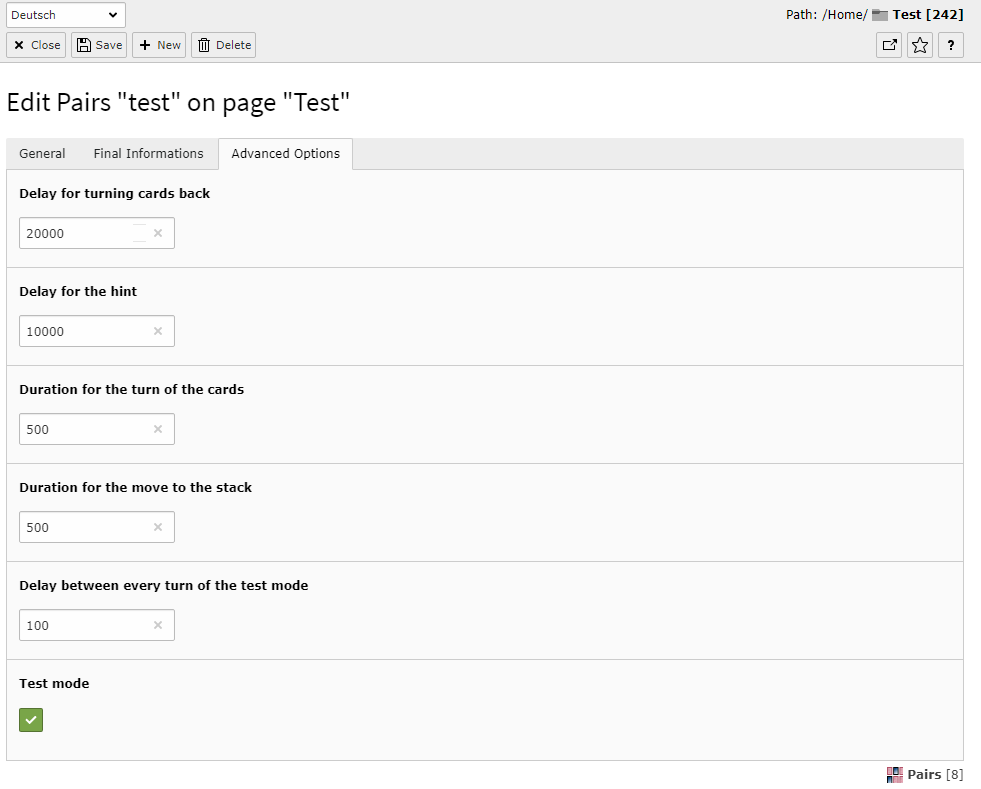 Deutsch
Path: /Home/ Test [242]
Close Save New Delete ?
Edit Pairs "test" on page "Test"
General Final Informations Advanced Options
Delay for turning cards back
20000
Delay for the hint
10000
Duration for the turn of the cards
500
Duration for the move to the stack
500
Delay between every turn of the test mode
100
Test mode
Pairs [8]